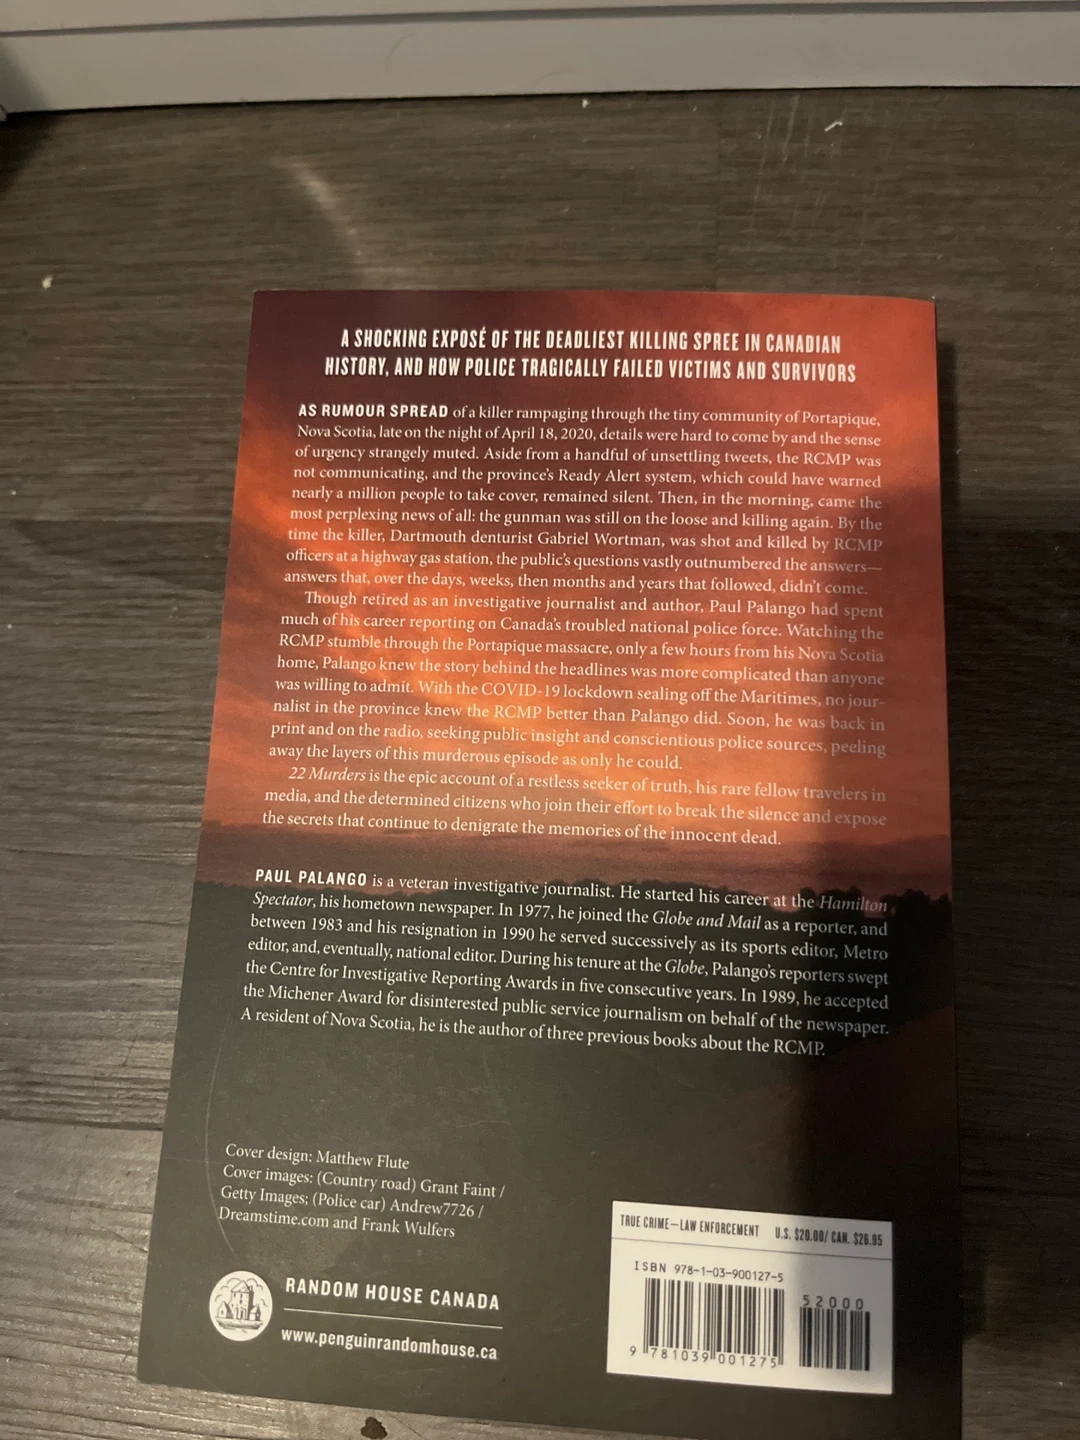 A SHOCKING EXPOSÉ OF THE DEADLIEST KILLING SPREE IN CANADIAN
HISTORY, AND HOW POLICE TRAGICALLY FAILED VICTIMS AND SURVIVORS
AS RUMOUR SPREAD of a killer rampaging through the tiny community of Portapique,
Nova Scotia, late on the night of April 18, 2020, details were hard to come by and the sense
of urgency strangely muted. Aside from a handful of unsettling tweets, the RCMP was
not communicating, and the province's Ready Alert system, which could have warned
nearly a million people to take cover, remained silent. Then, in the morning, came the
most perplexing news of all: the gunman was still on the loose and killing again. By the
time the killer, Dartmouth denturist Gabriel Wortman, was shot and killed by RCMP
officers at a highway gas station, the public's questions vastly outnumbered the answers—
answers that, over the days, weeks, then months and years that followed, didn't come.
Though retired as an investigative journalist and author, Paul Palango had spent
much of his career reporting on Canada's troubled national police force. Watching the
RCMP stumble through the Portapique massacre, only a few hours from his Nova Scotia
home, Palango knew the story behind the headlines was more complicated than anyone
was willing to admit. With the COVID-19 lockdown sealing off the Maritimes, no jour-
nalist in the province knew the RCMP better than Palango did. Soon, he was back in
print and on the radio, seeking public insight and conscientious police sources, peeling
away the layers of this murderous episode as only he could.
22 Murders is the epic account of a restless seeker of truth, his rare fellow travelers in
media, and the determined citizens who join their effort to break the silence and expose
the secrets that continue to denigrate the memories of the innocent dead.
PAUL PALANGO is a veteran investigative journalist. He started his career at the Hamilton
Spectator, his hometown newspaper. In 1977, he joined the Globe and Mail as a reporter, and
between 1983 and his resignation in 1990 he served successively as its sports editor, Metro
editor, and, eventually, national editor. During his tenure at the Globe, Palango's reporters swept
the Centre for Investigative Reporting Awards in five consecutive years. In 1989, he accepted
the Michener Award for disinterested public service journalism on behalf of the newspaper.
A resident of Nova Scotia, he is the author of three previous books about the RCMP.
Cover design: Matthew Flute
Cover images: (Country road) Grant Faint /
Getty Images; (Police car) Andrew7726 /
Dreamstime.com and Frank Wulfers
RANDOM HOUSE CANADA
www.penguinrandomhouse.ca
TRUE CRIME—LAW ENFORCEMENT U.S. $20.00/ CAN. $26.95
ISBN 978-1-03-900127-5
52000
9 781039 001275